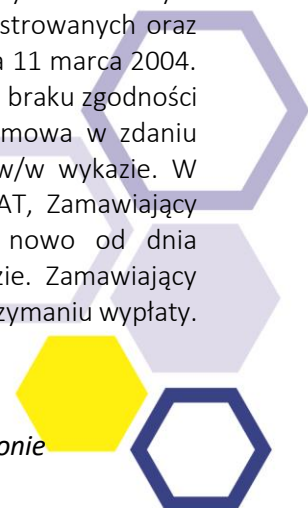 strowanych oraz
11 marca 2004.
braku zgodności
mowa w zdaniu
w/w wykazie. W
AT, Zamawiający
nowo od dnia
zie. Zamawiający
zymaniu wypłaty.
onie